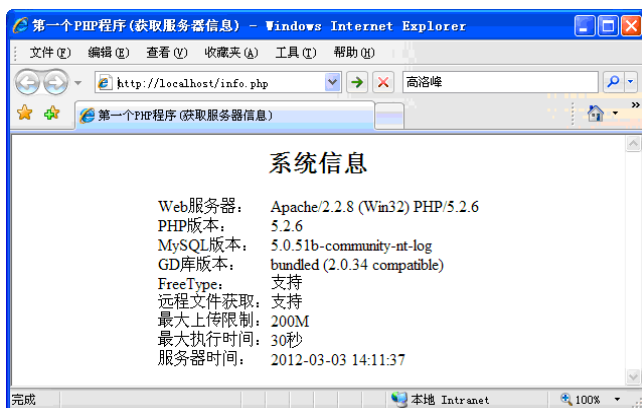 第一个PHP程序(获取服务器信息) - Windows Internet Explorer
文件(F) 编辑(E) 查看(V) 收藏夹(A) 工具(T) 帮助(H)
http://localhost/info.php 高洛峰
第一个PHP程序(获取服务器信息)
系统信息
Web服务器: Apache/2.2.8 (Win32) PHP/5.2.6
PHP版本: 5.2.6
MySQL版本: 5.0.51b-community-nt-log
GD库版本: bundled (2.0.34 compatible)
FreeType: 支持
远程文件获取: 支持
最大上传限制: 200M
最大执行时间: 30秒
服务器时间: 2012-03-03 14:11:37
完成 本地 Intranet 100%